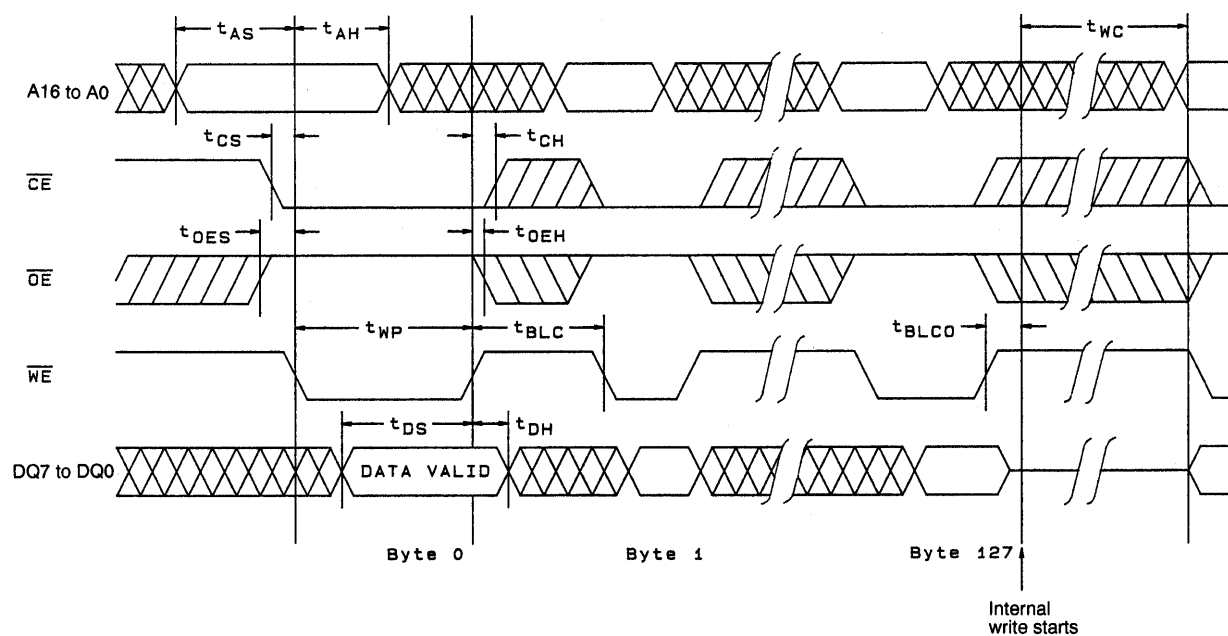 tAS
tAH
tWC
A16 to A0
tCS
tCH
CE
tOES
tOEH
OE
tWP
tBLC
tBLCO
WE
tDS
tDH
DQ7 to DQ0
DATA VALID
Byte 0
Byte 1
Byte 127
Internal
write starts